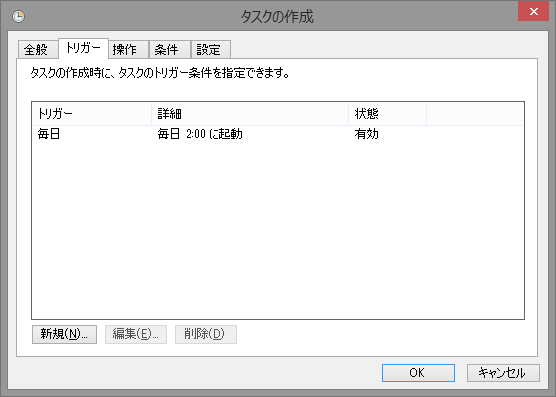 タスクの作成
全般 トリガー 操作 条件 設定
タスクの作成時に、タスクのトリガー条件を指定できます。
トリガー 詳細 状態
毎日 毎日 2:00 に起動 有効
新規(N)... 編集(E)... 削除(D)
OK キャンセル